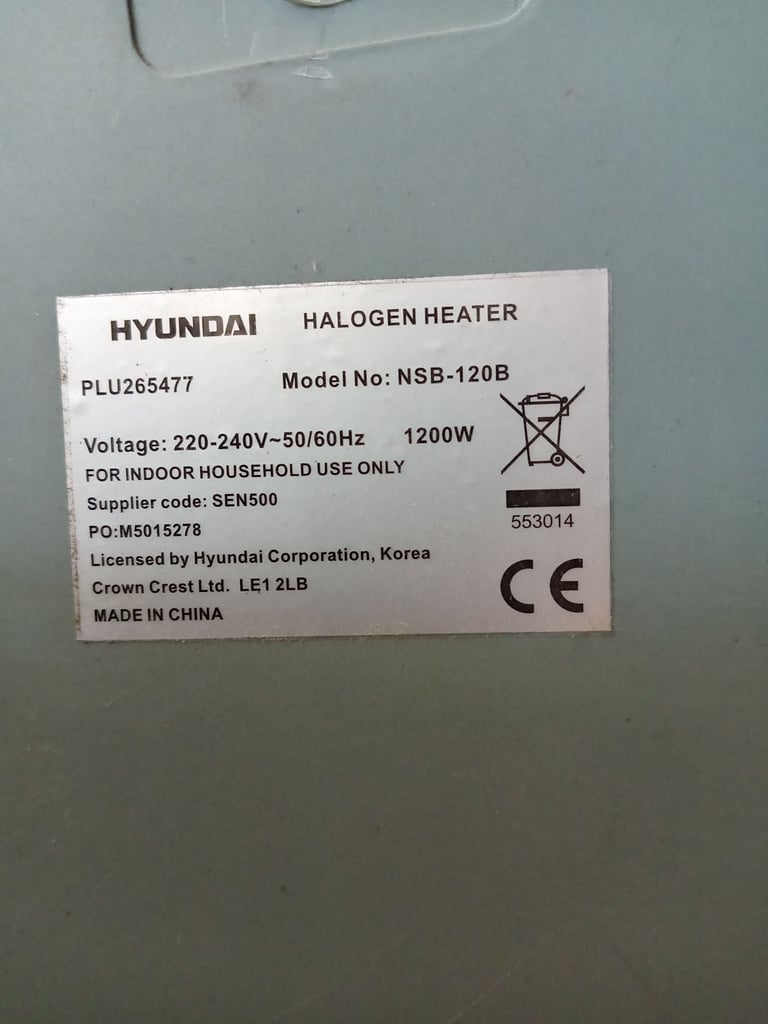 HYUNDAI HALOGEN HEATER
PLU265477 Model No: NSB-120B
Voltage: 220-240V~50/60Hz 1200W
FOR INDOOR HOUSEHOLD USE ONLY
Supplier code: SEN500
PO:M5015278
553014
Licensed by Hyundai Corporation, Korea
Crown Crest Ltd. LE1 2LB
MADE IN CHINA
CE